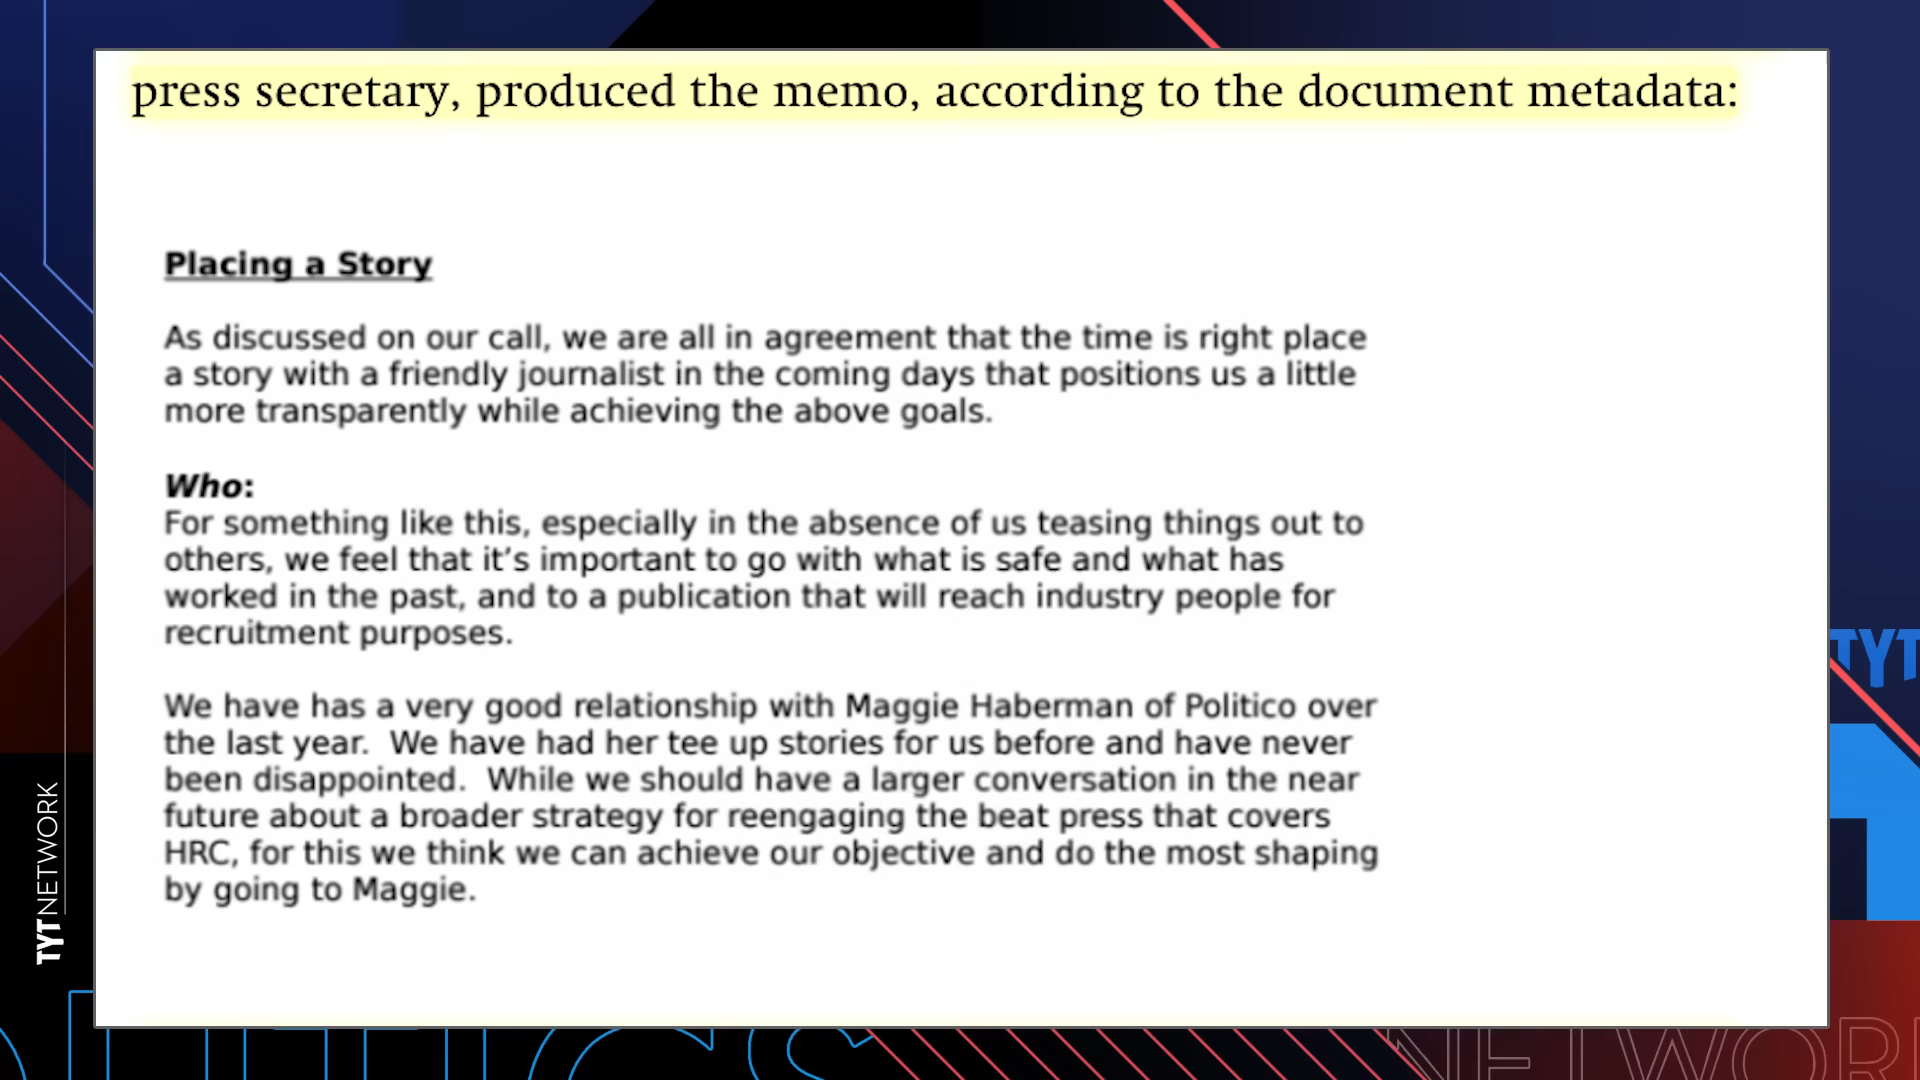 press secretary, produced the memo, according to the document metadata:
Placing a Story
As discussed on our call, we are all in agreement that the time is right place
a story with a friendly journalist in the coming days that positions us a little
more transparently while achieving the above goals.
Who:
For something like this, especially in the absence of us teasing things out to
others, we feel that it’s important to go with what is safe and what has
worked in the past, and to a publication that will reach industry people for
recruitment purposes.
We have has a very good relationship with Maggie Haberman of Politico over
the last year.  We have had her tee up stories for us before and have never
been disappointed.  While we should have a larger conversation in the near
future about a broader strategy for reengaging the beat press that covers
HRC, for this we think we can achieve our objective and do the most shaping
by going to Maggie.
TYTNETWORK
TYT